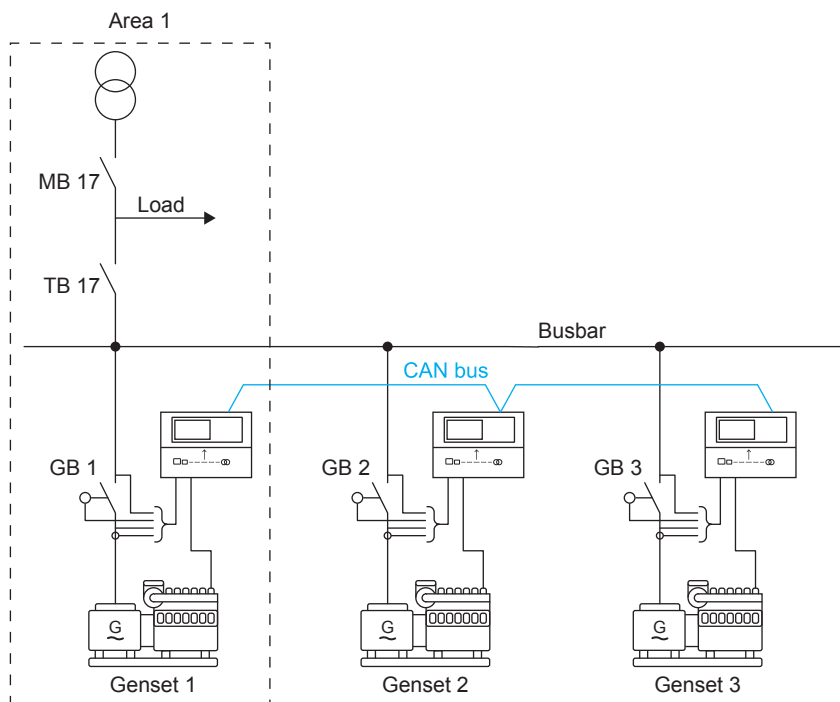 Area 1
MB 17
Load
TB 17
Busbar
CAN bus
GB 1
GB 2
GB 3
G
G
G
Genset 1
Genset 2
Genset 3